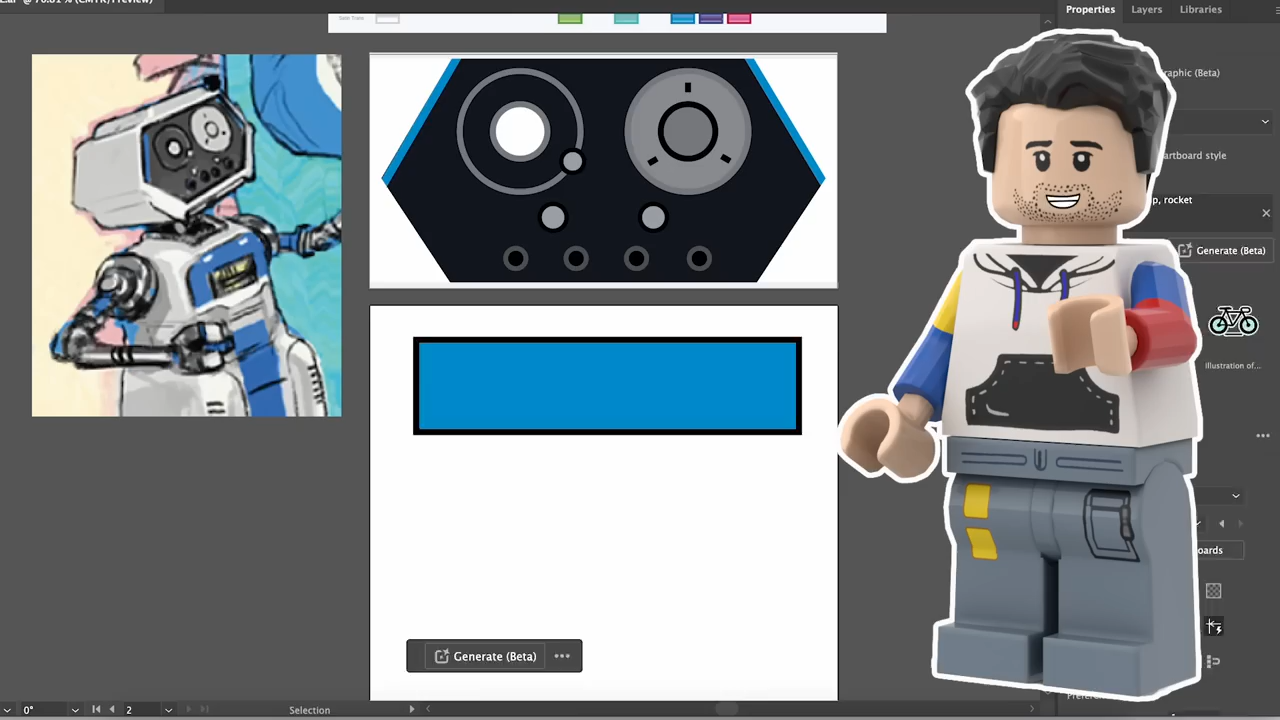 Properties
Layers
Libraries
raphic (Beta)
artboard style
p, rocket
Generate (Beta)
Illustration of...
oards
Generate (Beta)
0°
2
Selection